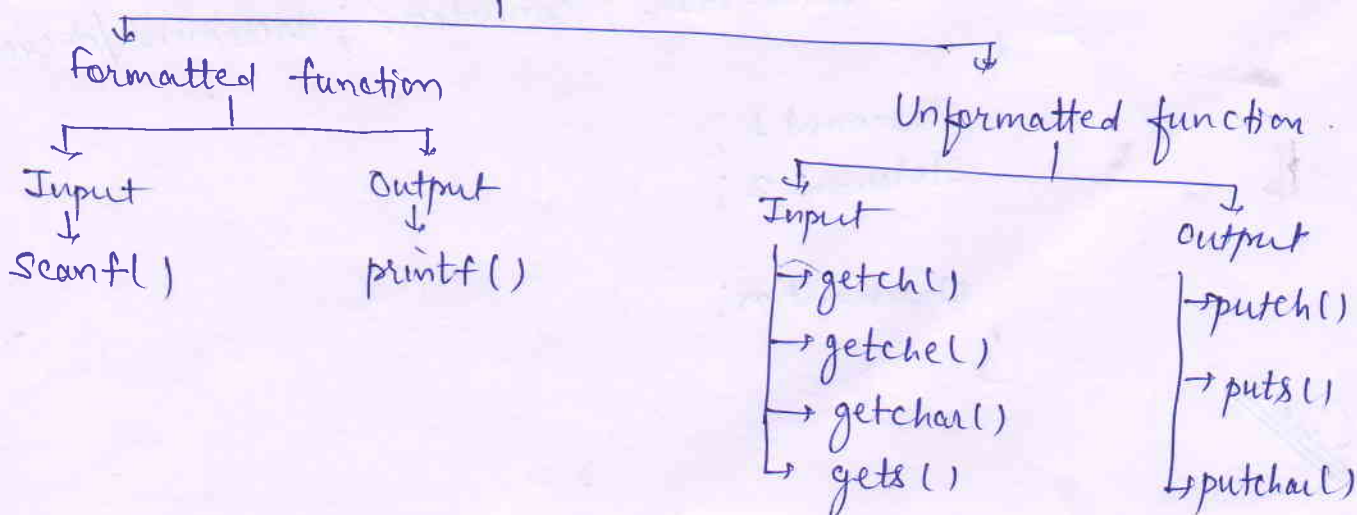 formatted function
Unformatted function.
Input
Output
scanf()
printf()
Input
Output
getch()
getche()
getchar()
gets()
putch()
puts()
putchar()